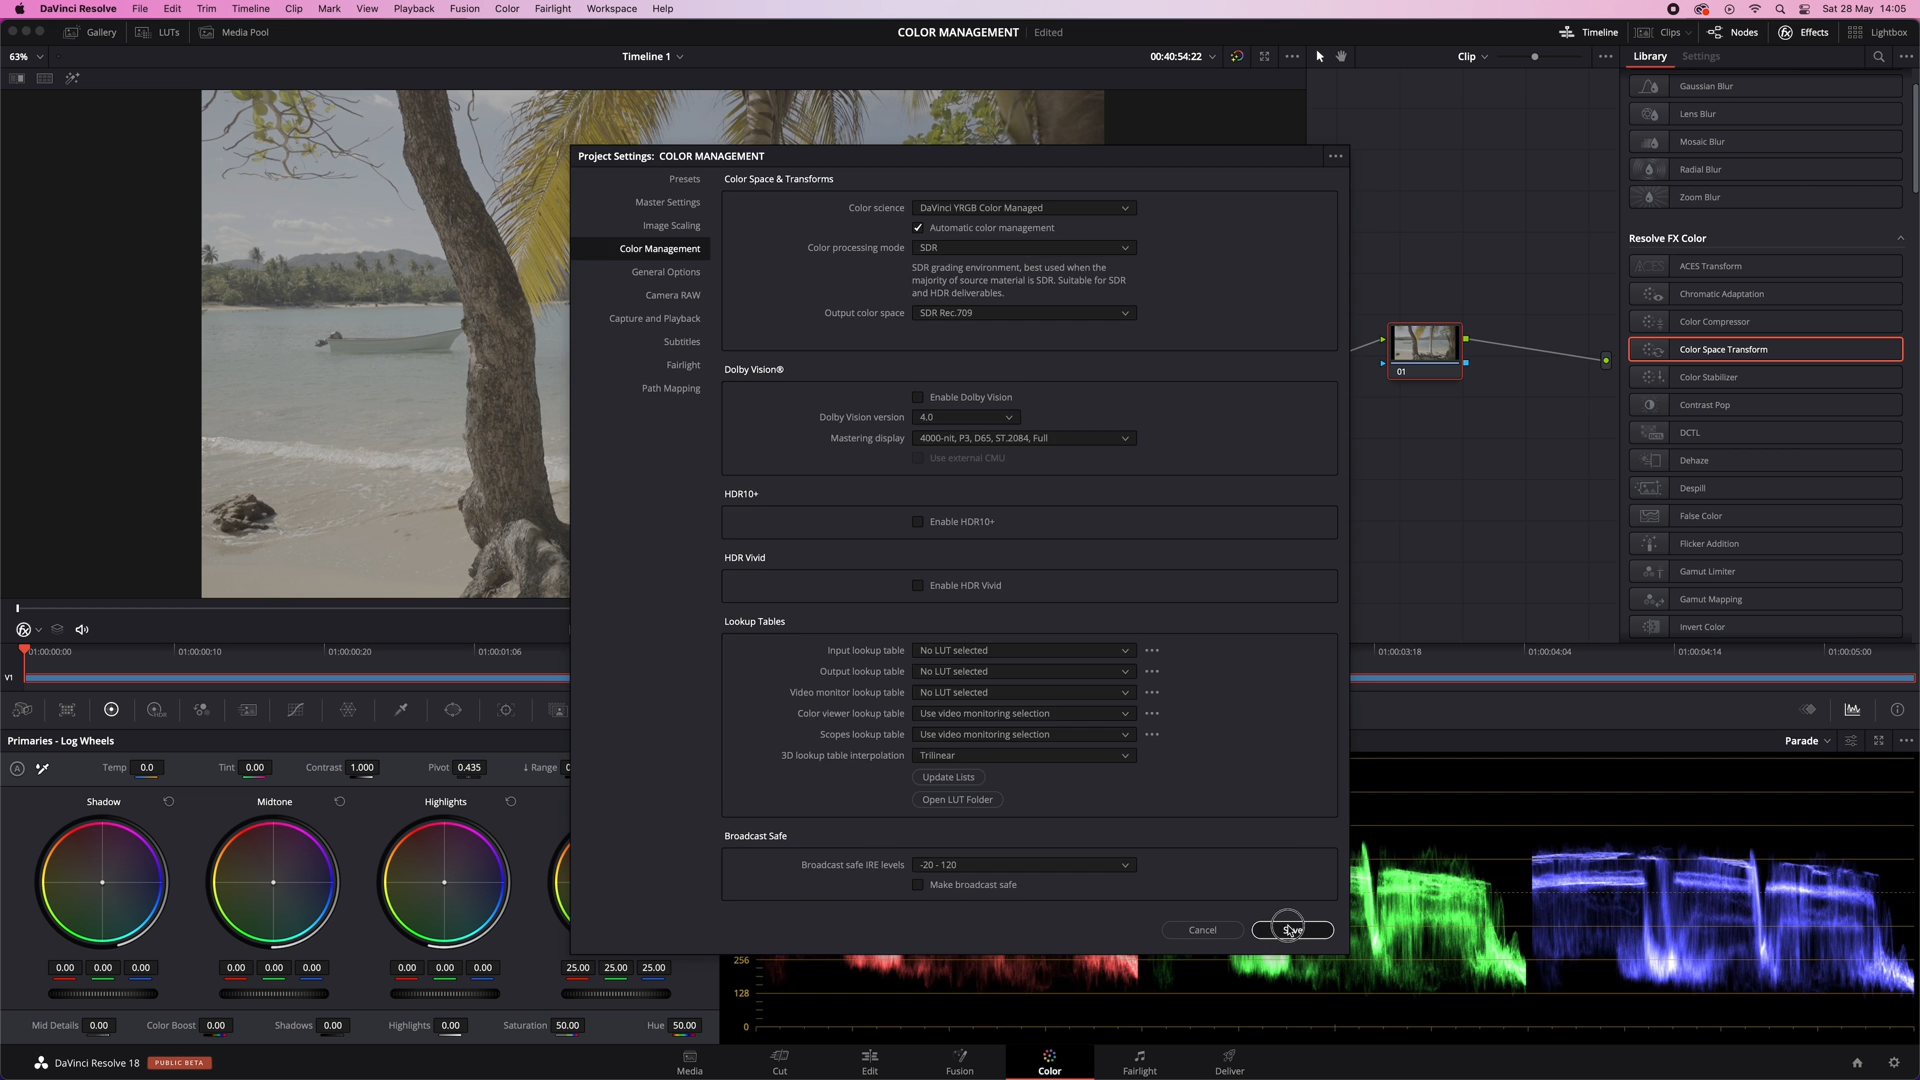 DaVinci Resolve File Edit Trim Timeline Clip Mark View Playback Fusion Color Fairlight Workspace Help Sat 28 May 14:05
Gallery LUTs Media Pool COLOR MANAGEMENT Edited Timeline Clips Nodes Effects Lightbox
63% Timeline 1 00:40:54:22 Clip Library Settings
Gaussian Blur
Lens Blur
Mosaic Blur
Radial Blur
Zoom Blur
Resolve FX Color
ACES Transform
Chromatic Adaptation
Color Compressor
Color Space Transform
Color Stabilizer
Contrast Pop
DCTL
Dehaze
Despill
False Color
Flicker Addition
Gamut Limiter
Gamut Mapping
Invert Color
01
Project Settings: COLOR MANAGEMENT
Presets
Master Settings
Image Scaling
Color Management
General Options
Camera RAW
Capture and Playback
Subtitles
Fairlight
Path Mapping
Color Space & Transforms
Color science DaVinci YRGB Color Managed
Automatic color management
Color processing mode SDR
SDR grading environment, best used when the
majority of source material is SDR. Suitable for SDR
and HDR deliverables.
Output color space SDR Rec.709
Dolby Vision®
Enable Dolby Vision
Dolby Vision version 4.0
Mastering display 4000-nit, P3, D65, ST.2084, Full
Use external CMU
HDR10+
Enable HDR10+
HDR Vivid
Enable HDR Vivid
Lookup Tables
Input lookup table No LUT selected
Output lookup table No LUT selected
Video monitor lookup table No LUT selected
Color viewer lookup table Use video monitoring selection
Scopes lookup table Use video monitoring selection
3D lookup table interpolation Trilinear
Update Lists
Open LUT Folder
Broadcast Safe
Broadcast safe IRE levels -20 - 120
Make broadcast safe
Cancel Save
01:00:00:00 01:00:00:10 01:00:00:20 01:00:01:06 01:00:03:18 01:00:04:04 01:00:04:14 01:00:05:00
V1
HDR
Primaries - Log Wheels
Parade
A Temp 0.0 Tint 0.00 Contrast 1.000 Pivot 0.435 Range
Shadow Midtone Highlights
0.00 0.00 0.00 0.00 0.00 0.00 0.00 0.00 0.00 25.00 25.00 25.00
Mid Details 0.00 Color Boost 0.00 Shadows 0.00 Highlights 0.00 Saturation 50.00 Hue 50.00
256
128
0
DaVinci Resolve 18 PUBLIC BETA Media Cut Edit Fusion Color Fairlight Deliver